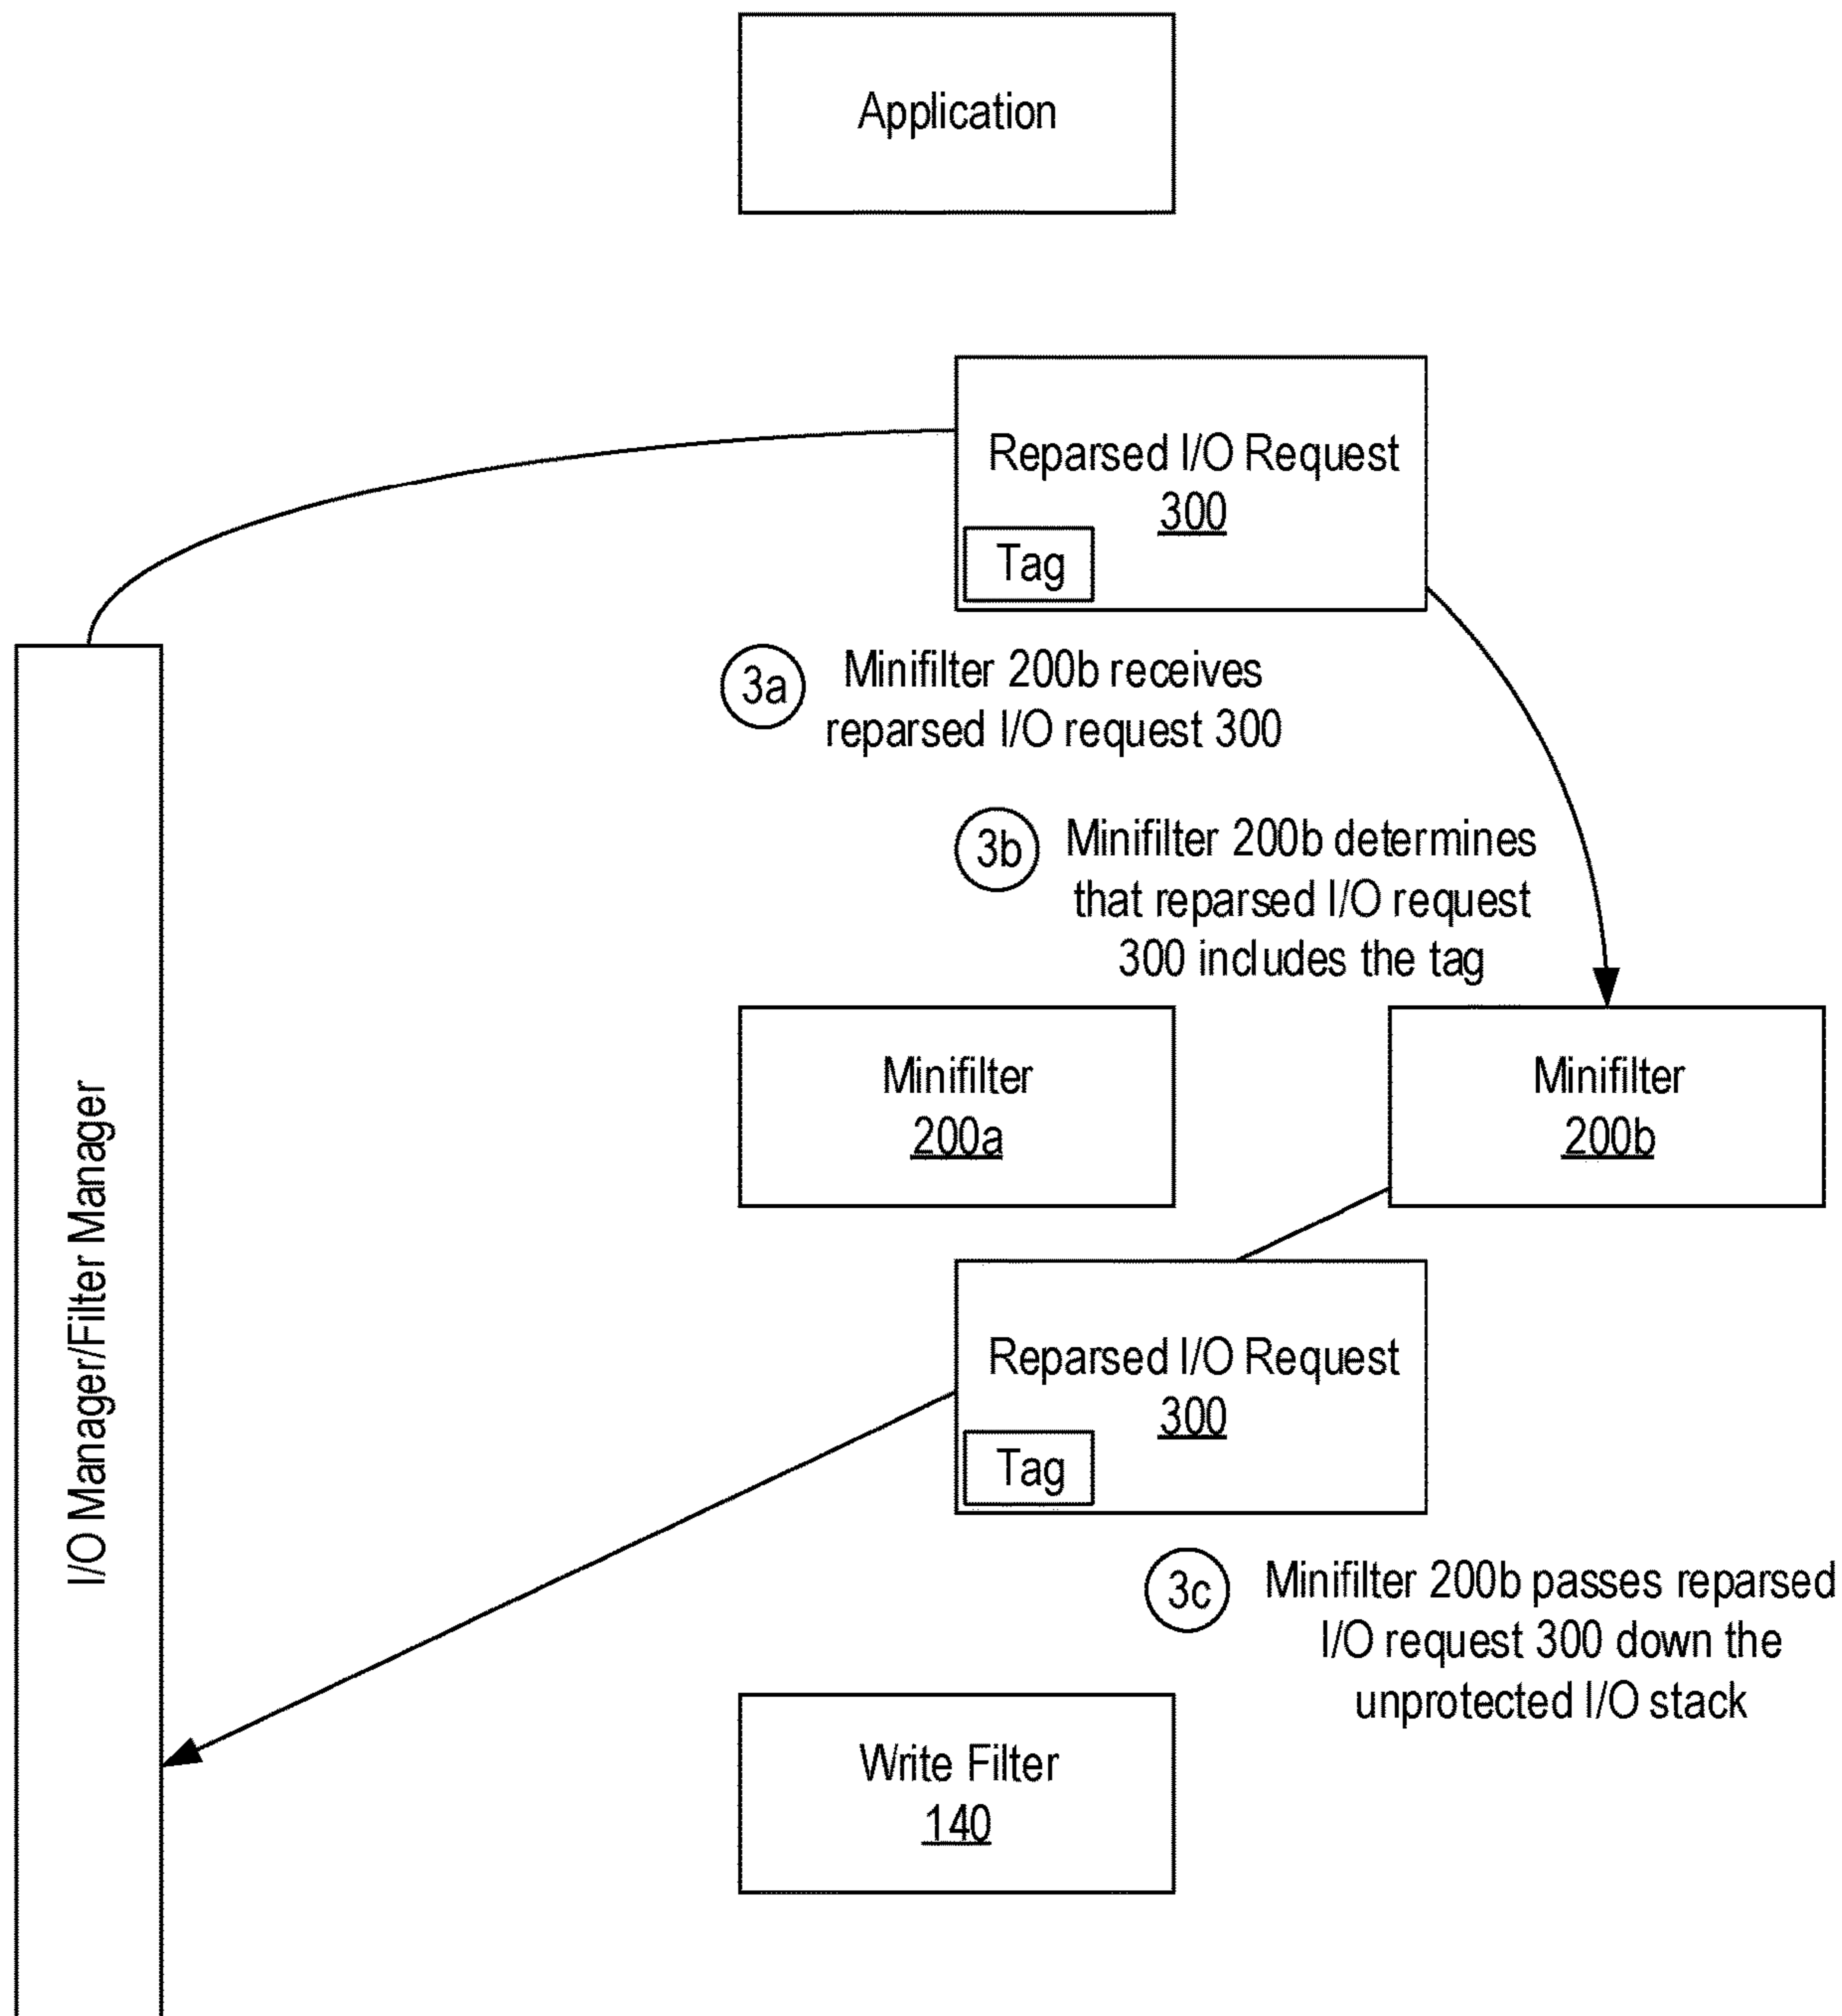 Application
Reparsed I/O Request
300
Tag
3a
Minifilter 200b receives
reparsed I/O request 300
3b
Minifilter 200b determines
that reparsed I/O request
300 includes the tag
I/O Manager/Filter Manager
Minifilter
200a
Minifilter
200b
Reparsed I/O Request
300
Tag
3c
Minifilter 200b passes reparsed
I/O request 300 down the
unprotected I/O stack
Write Filter
140